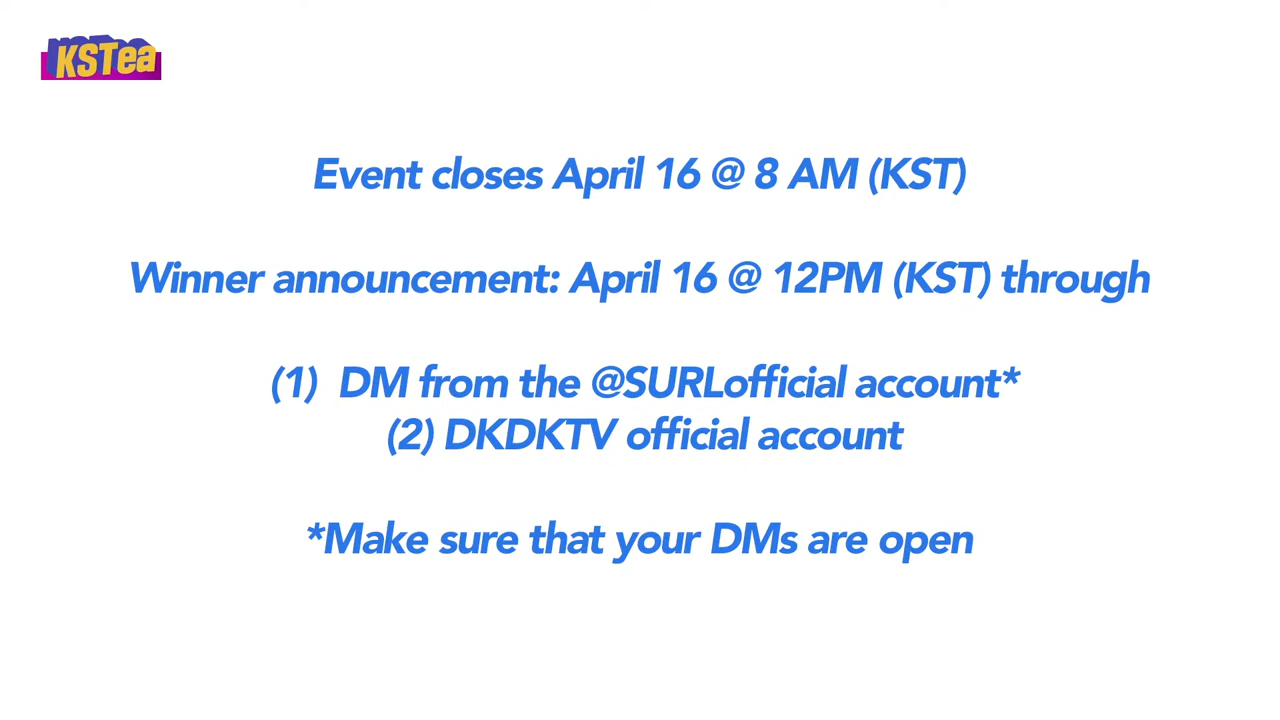 KSTea
Event closes April 16 @ 8 AM (KST)
Winner announcement: April 16 @ 12PM (KST) through
(1) DM from the @SURLofficial account*
(2) DKDKTV official account
*Make sure that your DMs are open